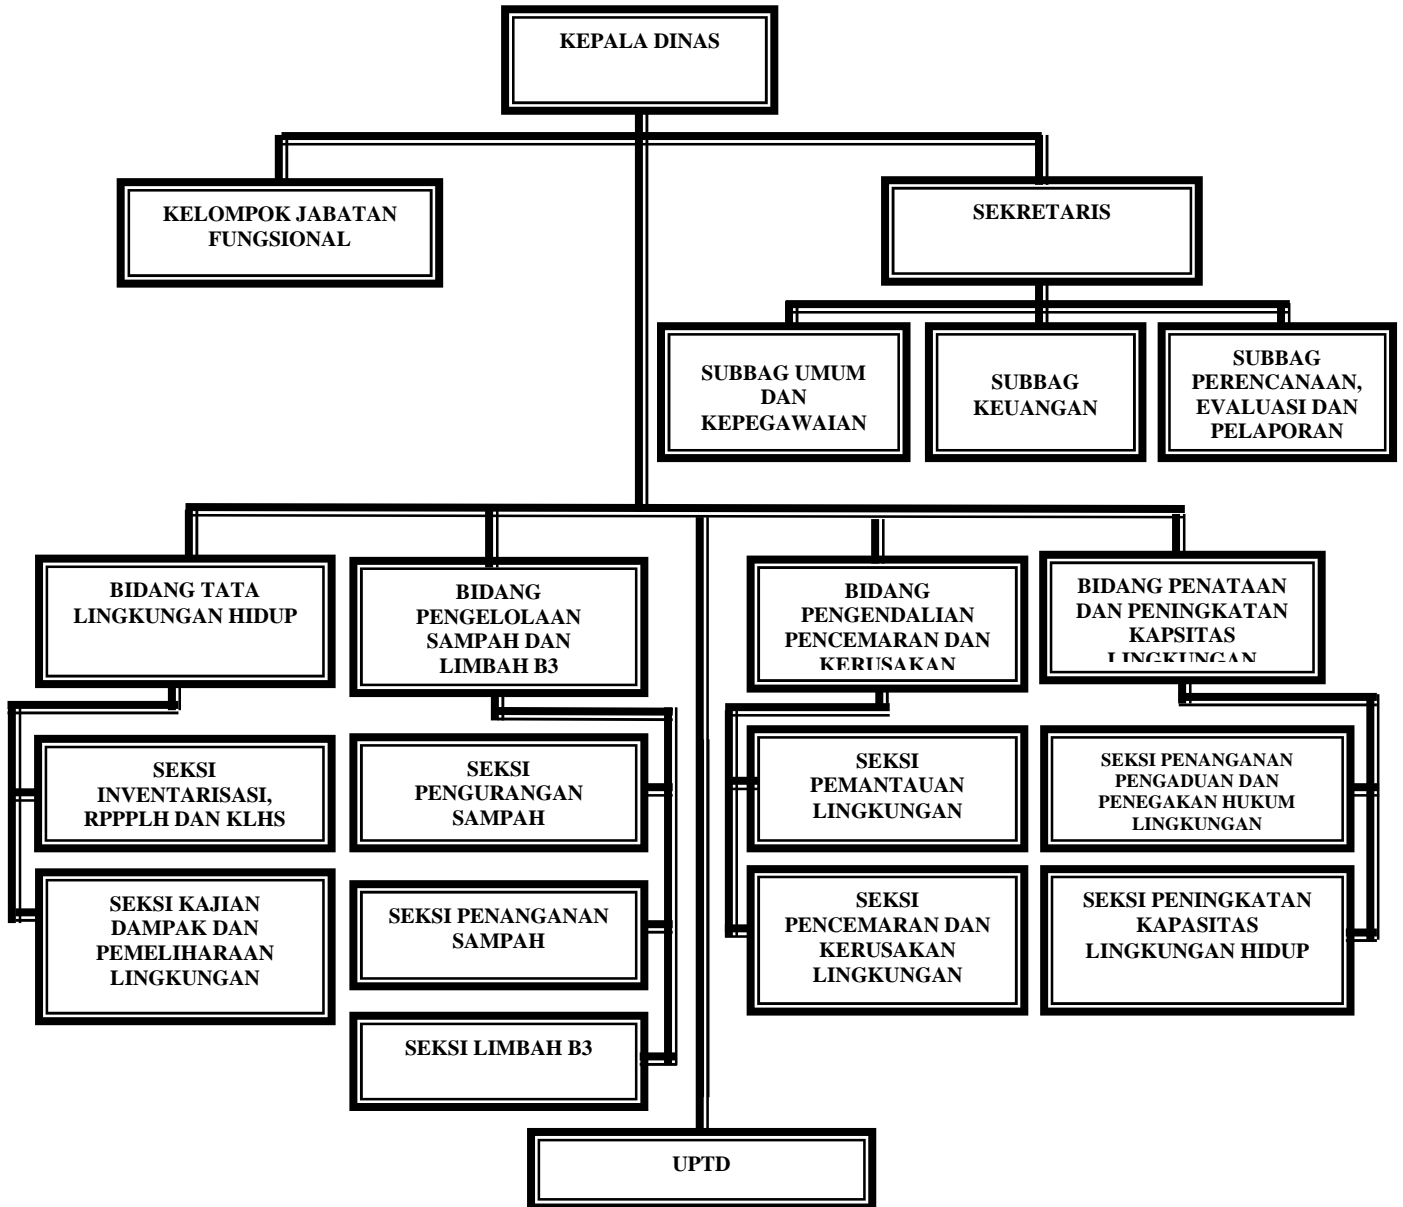 KEPALA DINAS
KELOMPOK JABATAN
FUNGSIONAL
SEKRETARIS
SUBBAG UMUM
DAN
KEPEGAWAIAN
SUBBAG
KEUANGAN
SUBBAG
PERENCANAAN,
EVALUASI DAN
PELAPORAN
BIDANG TATA
LINGKUNGAN HIDUP
BIDANG
PENGELOLAAN
SAMPAH DAN
LIMBAH B3
BIDANG
PENGENDALIAN
PENCEMARAN DAN
KERUSAKAN
BIDANG PENATAAN
DAN PENINGKATAN
KAPSITAS
LINGKUNGAN
SEKSI
INVENTARISASI,
RPPPLH DAN KLHS
SEKSI KAJIAN
DAMPAK DAN
PEMELIHARAAN
LINGKUNGAN
SEKSI
PENGURANGAN
SAMPAH
SEKSI PENANGANAN
SAMPAH
SEKSI LIMBAH B3
SEKSI
PEMANTAUAN
LINGKUNGAN
SEKSI
PENCEMARAN DAN
KERUSAKAN
LINGKUNGAN
SEKSI PENANGANAN
PENGADUAN DAN
PENEGAKAN HUKUM
LINGKUNGAN
SEKSI PENINGKATAN
KAPASITAS
LINGKUNGAN HIDUP
UPTD